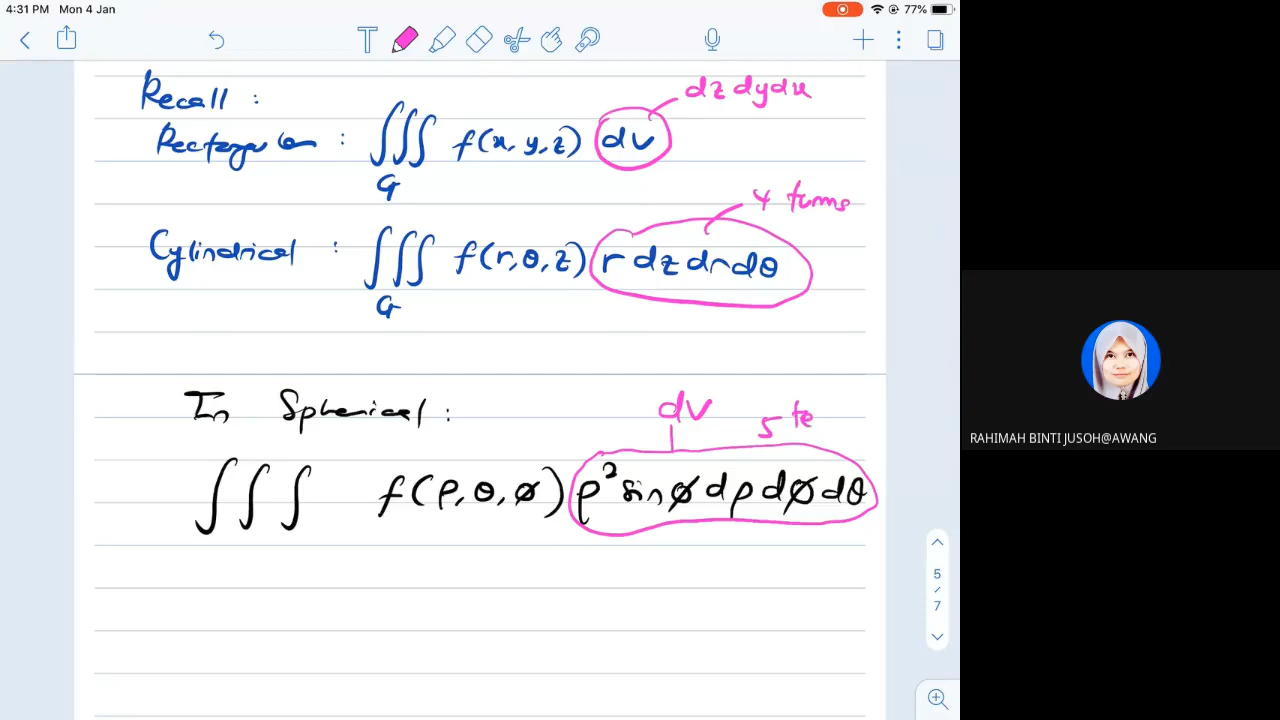 4:31 PM Mon 4 Jan
77%
Recall :
dz dy dx
Rectangular : ∭ f(x, y, z) dv
G
4 terms
Cylindrical : ∭ f(r, θ, z) r dz dr dθ
G
In Spherical :
dv
5 te
∫ ∫ ∫ f(ρ, θ, ø) ρ² sin ø dρ dø dθ
5
/
7
RAHIMAH BINTI JUSOH@AWANG